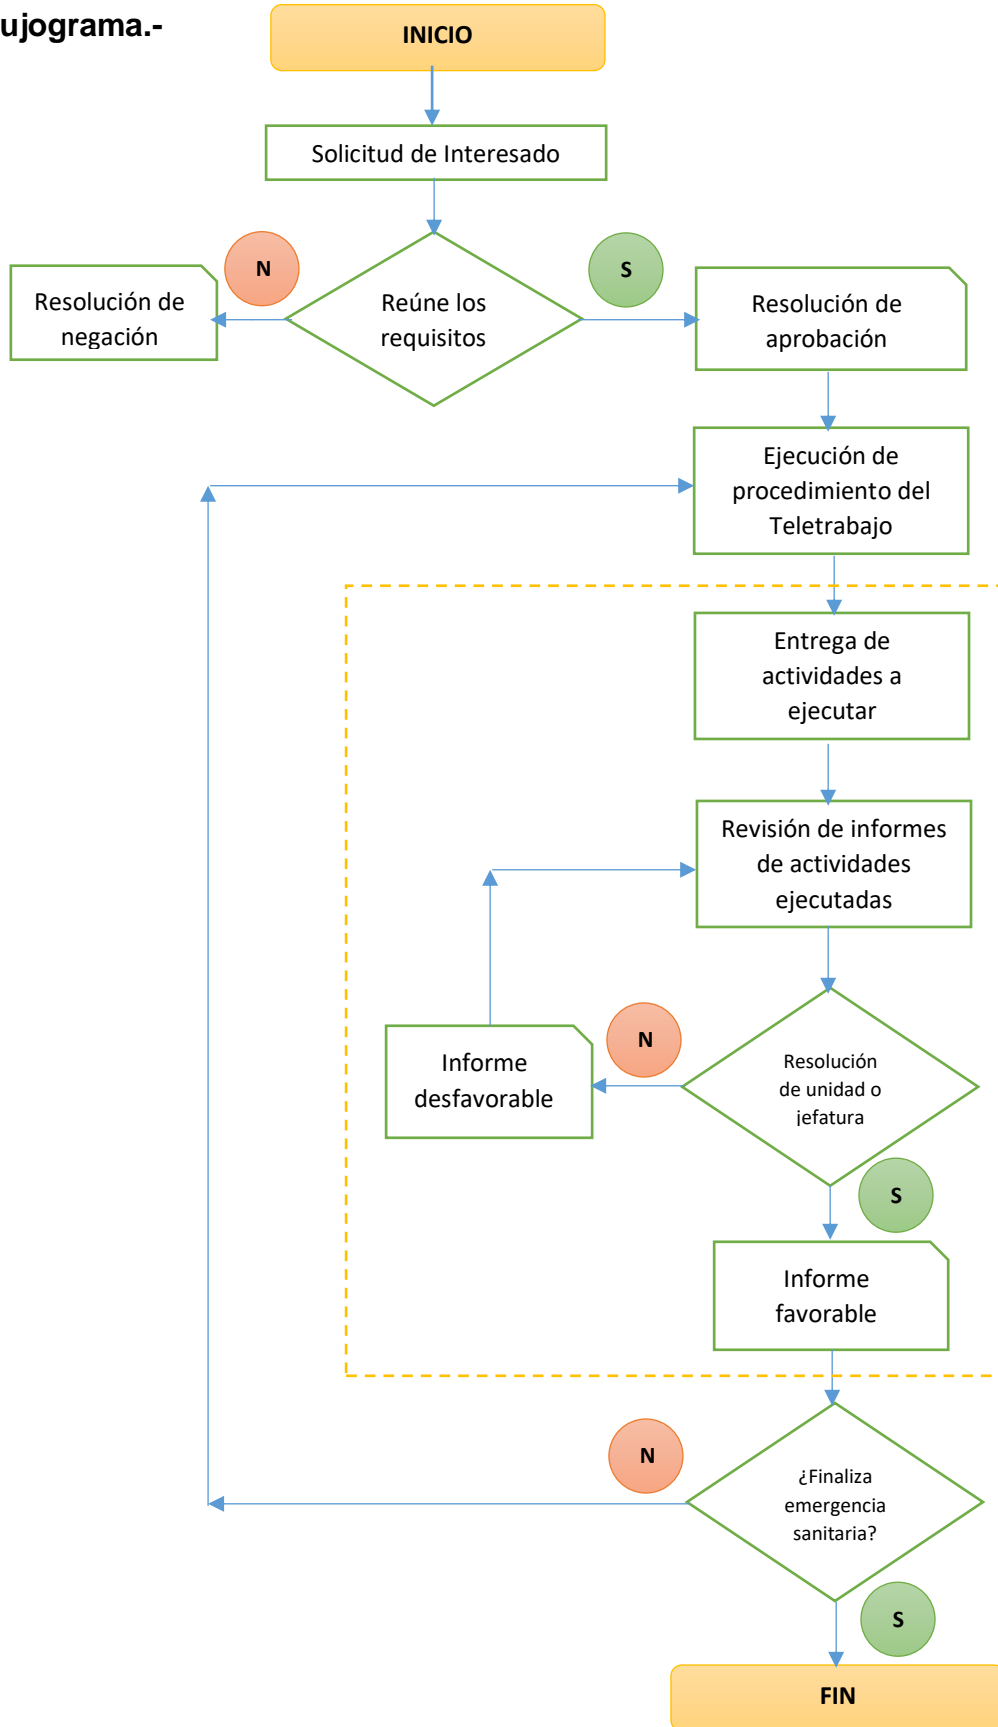 ujograma.-
INICIO
Solicitud de Interesado
N
S
Resolución de
negación
Reúne los
requisitos
Resolución de
aprobación
Ejecución de
procedimiento del
Teletrabajo
Entrega de
actividades a
ejecutar
Revisión de informes
de actividades
ejecutadas
N
Informe
desfavorable
Resolución
de unidad o
jefatura
S
Informe
favorable
N
¿Finaliza
emergencia
sanitaria?
S
FIN